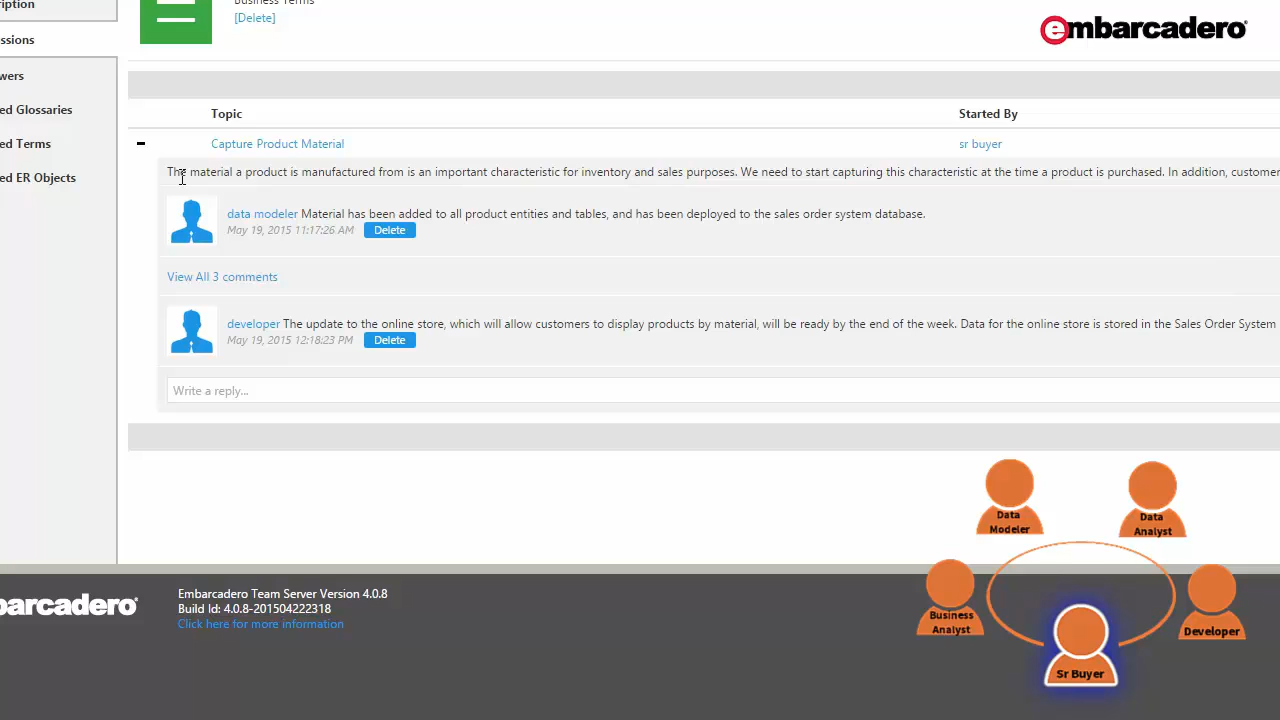 Business Terms
[Delete]
embarcadero
Glossaries
Terms
ER Objects
Topic
Started By
Capture Product Material
sr buyer
The material a product is manufactured from is an important characteristic for inventory and sales purposes. We need to start capturing this characteristic at the time a product is purchased. In addition,
data modeler Material has been added to all product entities and tables, and has been deployed to the sales order system database.
May 19, 2015 11:17:26 AM Delete
View All 3 comments
developer The update to the online store, which will allow customers to display products by material, will be ready by the end of the week. Data for the online store is stored in the Sales Order System
May 19, 2015 12:18:23 PM Delete
Write a reply...
Data
Modeler
Data
Analyst
Business
Analyst
Developer
Sr Buyer
Embarcadero Team Server Version 4.0.8
Build Id: 4.0.8-201504222318
Click here for more information